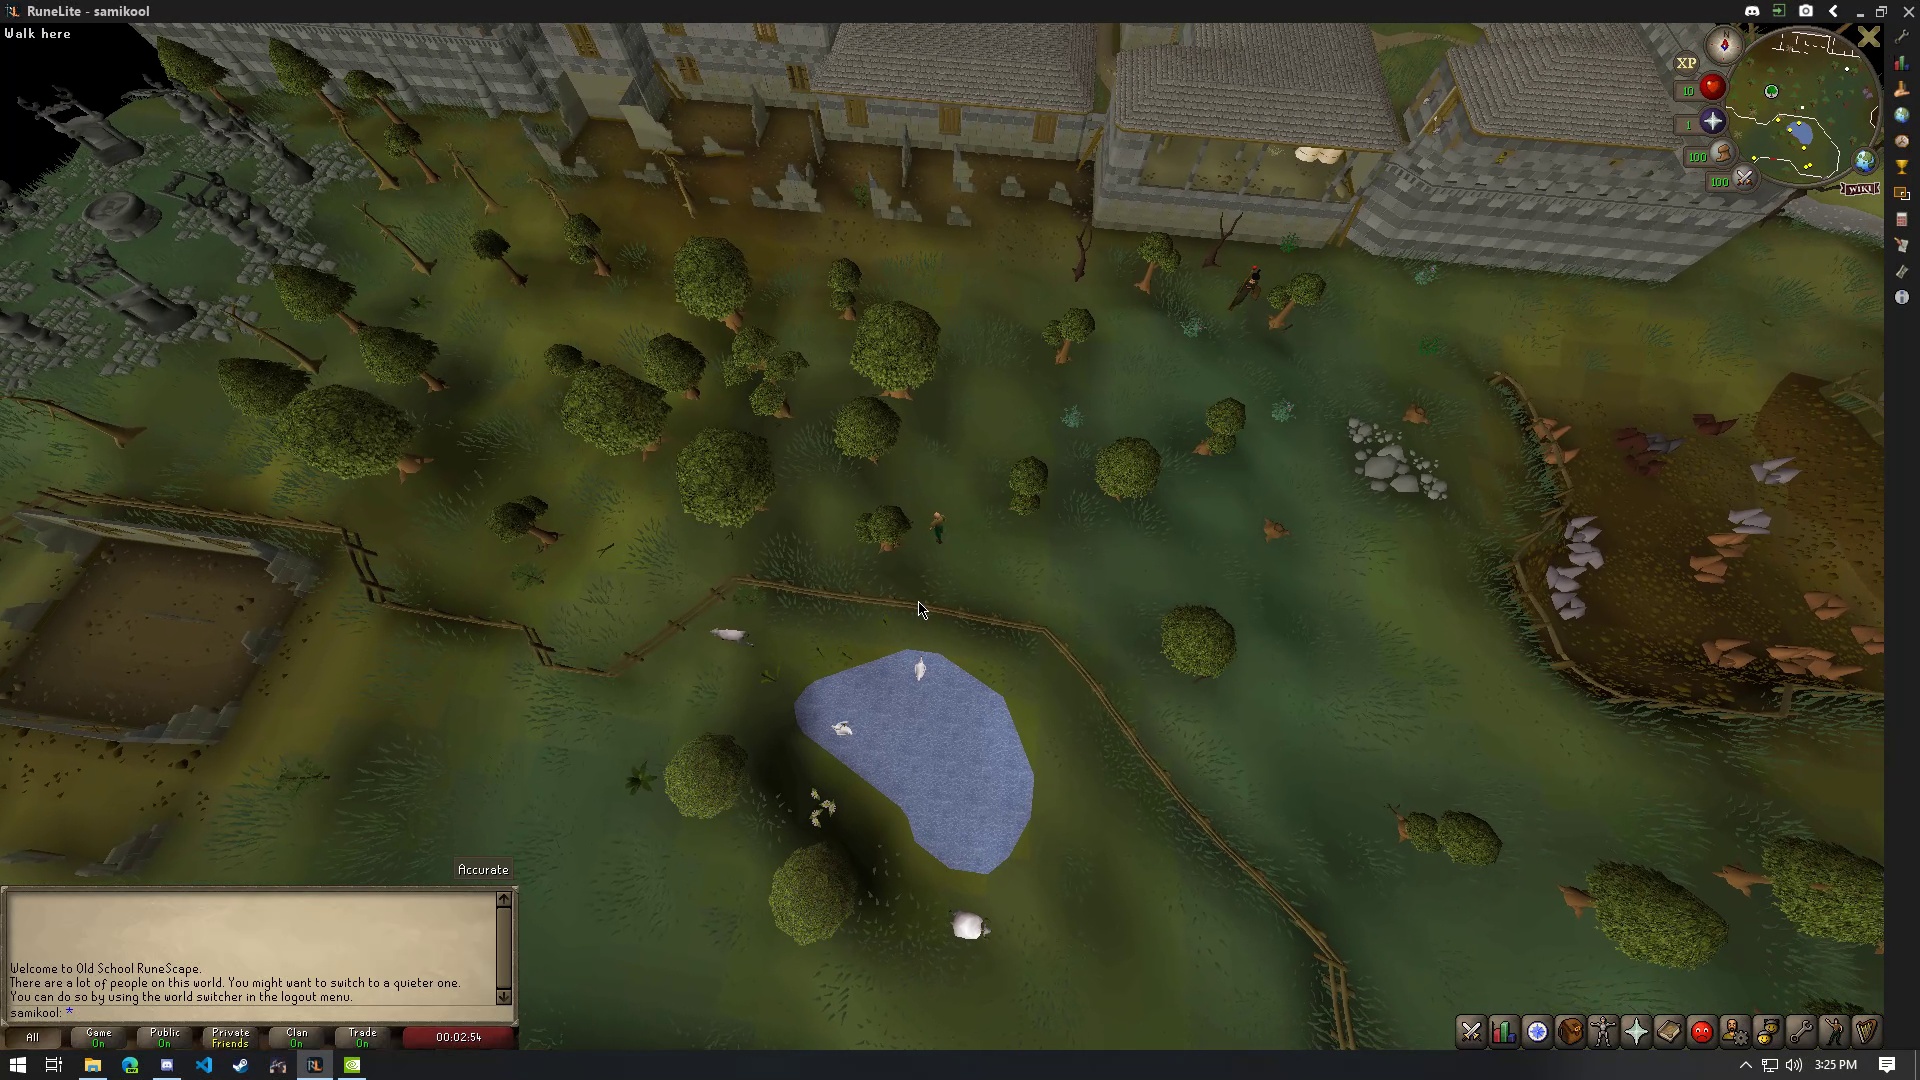 RuneLite - samikool
Walk here
N
XP
10
1
100
100
WIKI
Accurate
Welcome to Old School RuneScape.
There are a lot of people on this world. You might want to switch to a quieter one.
You can do so by using the world switcher in the logout menu.
samikool: *
All
Game
On
Public
On
Private
Friends
Clan
On
Trade
On
00:02:54
3:25 PM